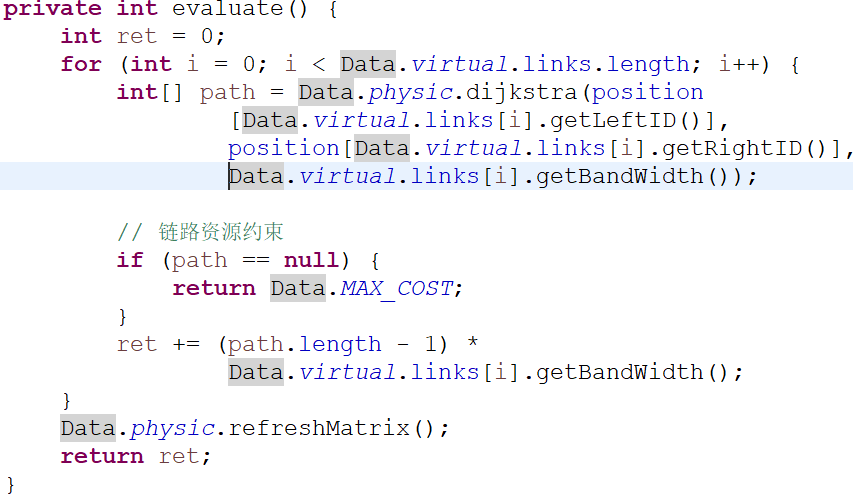 private int evaluate() {
    int ret = 0;
    for (int i = 0; i < Data.virtual.links.length; i++) {
        int[] path = Data.physic.dijkstra(position
                [Data.virtual.links[i].getLeftID()],
                position[Data.virtual.links[i].getRightID()],
                Data.virtual.links[i].getBandWidth());
        // 链路资源约束
        if (path == null) {
            return Data.MAX_COST;
        }
        ret += (path.length - 1) *
                Data.virtual.links[i].getBandWidth();
    }
    Data.physic.refreshMatrix();
    return ret;
}